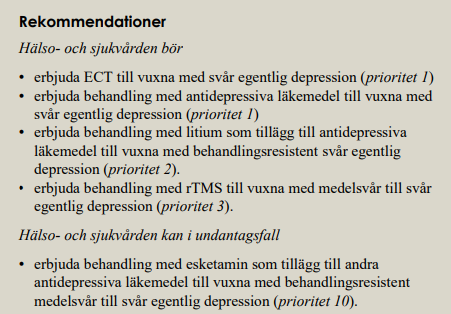 Rekommendationer
Hälso- och sjukvården bör
• erbjuda ECT till vuxna med svår egentlig depression (prioritet 1)
• erbjuda behandling med antidepressiva läkemedel till vuxna med
svår egentlig depression (prioritet 1)
• erbjuda behandling med litium som tillägg till antidepressiva
läkemedel till vuxna med behandlingsresistent svår egentlig
depression (prioritet 2).
• erbjuda behandling med rTMS till vuxna med medelsvår till svår
egentlig depression (prioritet 3).
Hälso- och sjukvården kan i undantagsfall
• erbjuda behandling med esketamin som tillägg till andra
antidepressiva läkemedel till vuxna med behandlingsresistent
medelsvår till svår egentlig depression (prioritet 10).